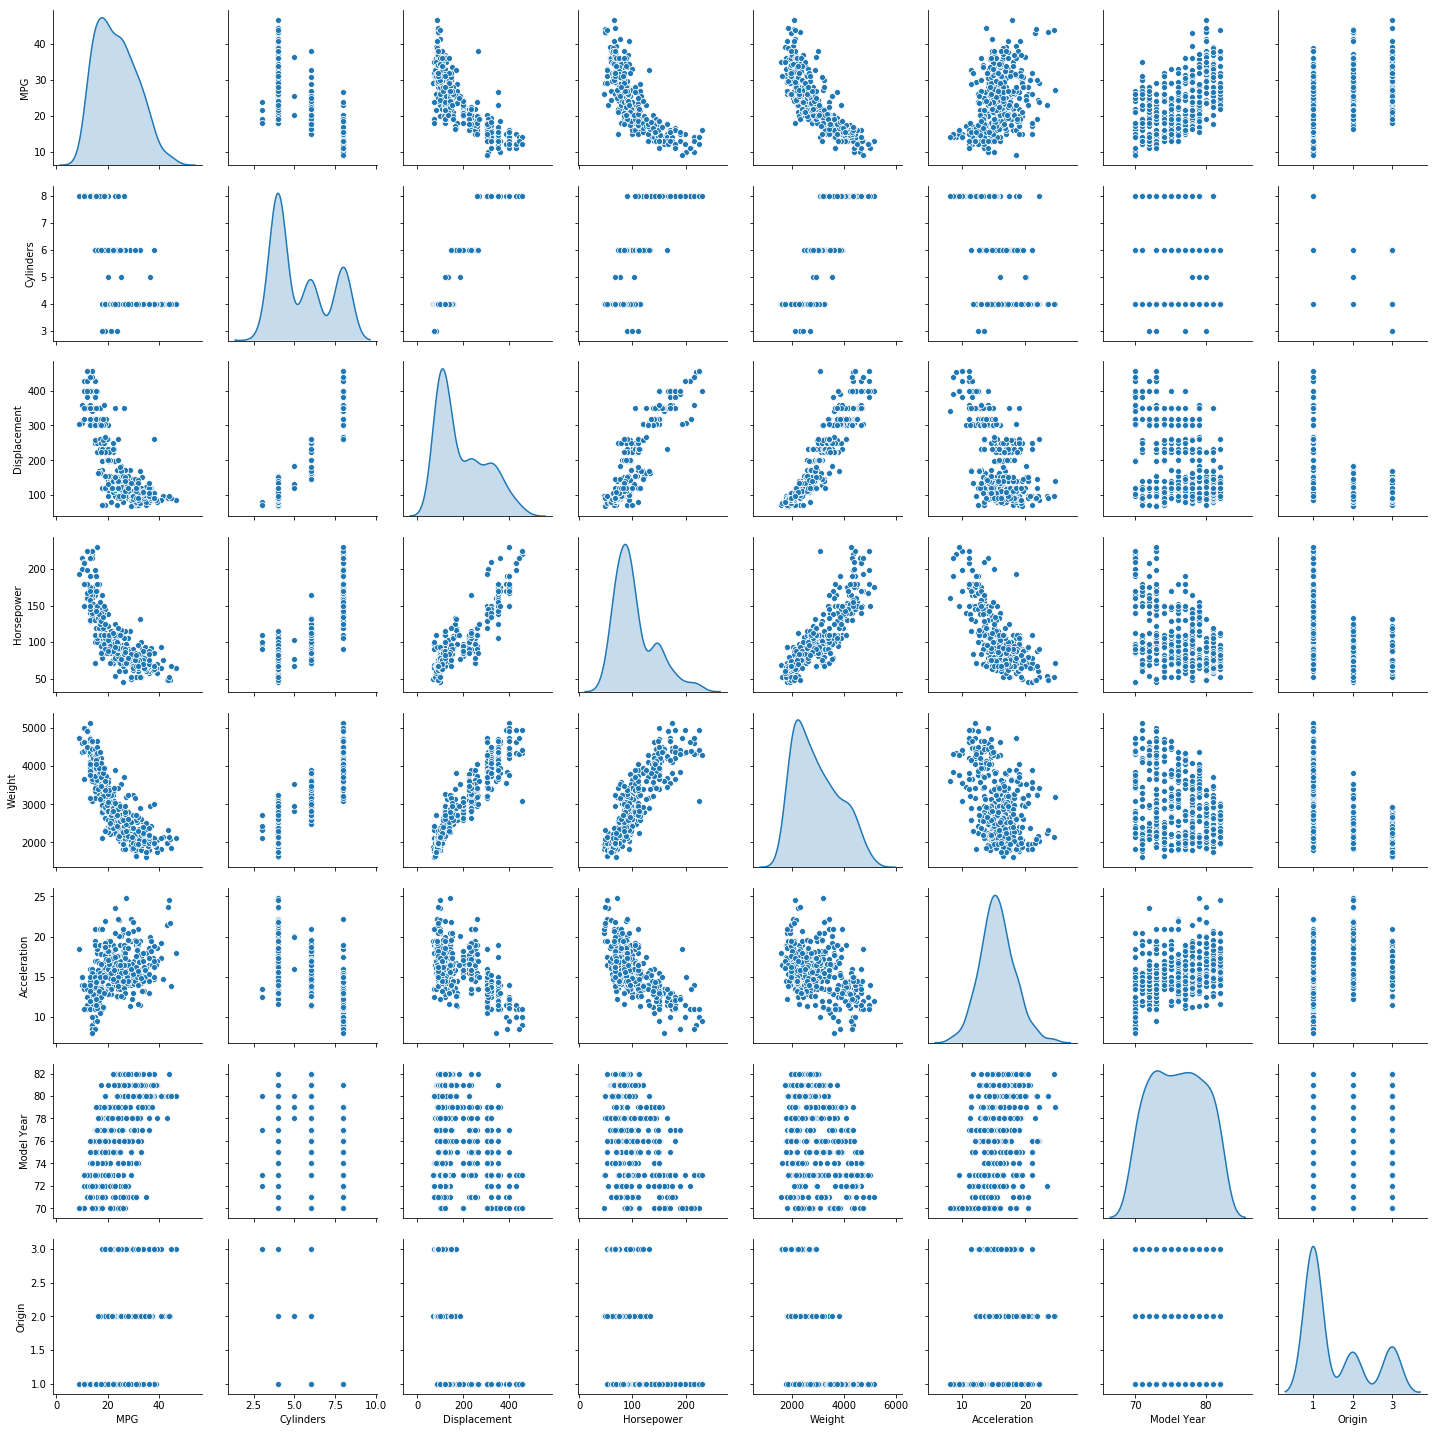 MPG
40
30
20
10
Cylinders
8
7
6
5
4
3
Displacement
400
300
200
100
Horsepower
200
150
100
50
Weight
5000
4000
3000
2000
Acceleration
25
20
15
10
Model Year
82
80
78
76
74
72
70
Origin
3.0
2.5
2.0
1.5
1.0
0 20 40
2.5 5.0 7.5 10.0
0 200 400
0 100 200
2000 4000 6000
10 20
70 80
1 2 3
MPG Cylinders Displacement Horsepower Weight Acceleration Model Year Origin